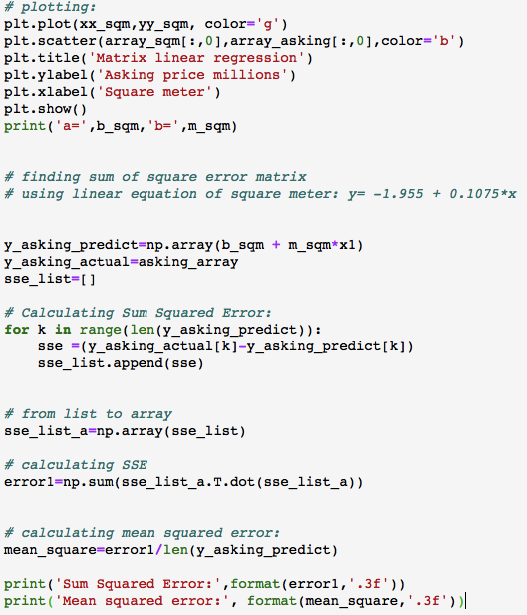 # plotting:
plt.plot(xx_sqm,yy_sqm, color='g')
plt.scatter(array_sqm[:,0],array_asking[:,0],color='b')
plt.title('Matrix linear regression')
plt.ylabel('Asking price millions')
plt.xlabel('Square meter')
plt.show()
print('a=',b_sqm,'b=',m_sqm)
# finding sum of square error matrix
# using linear equation of square meter: y= -1.955 + 0.1075*x
y_asking_predict=np.array(b_sqm + m_sqm*x1)
y_asking_actual=asking_array
sse_list=[]
# Calculating Sum Squared Error:
for k in range(len(y_asking_predict)):
    sse =(y_asking_actual[k]-y_asking_predict[k])
    sse_list.append(sse)
# from list to array
sse_list_a=np.array(sse_list)
# calculating SSE
error1=np.sum(sse_list_a.T.dot(sse_list_a))
# calculating mean squared error:
mean_square=error1/len(y_asking_predict)
print('Sum Squared Error:',format(error1,'.3f'))
print('Mean squared error:', format(mean_square,'.3f'))